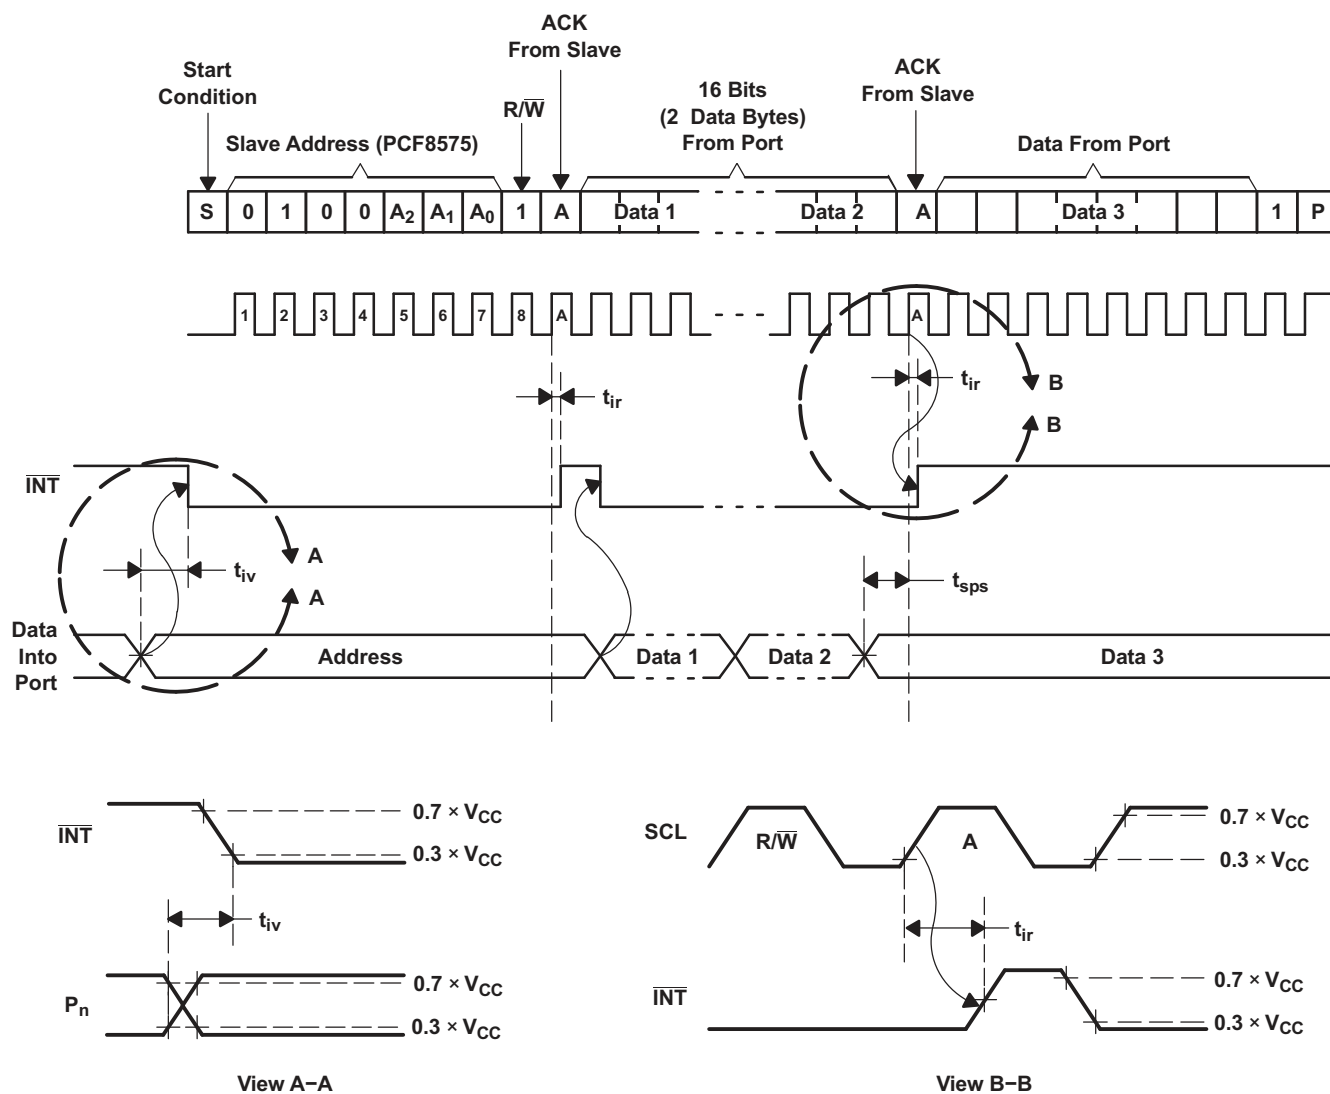 ACK
From Slave
Start
Condition
R/W̅
ACK
From Slave
16 Bits
(2 Data Bytes)
From Port
Slave Address (PCF8575)
Data From Port
S 0 1 0 0 A2 A1 A0 1 A Data 1 Data 2 A Data 3 1 P
1 2 3 4 5 6 7 8 A A
tir
tir
B
B
I̅N̅T̅
tiv
A
A
tsps
Data
Into
Port
Address Data 1 Data 2 Data 3
I̅N̅T̅
0.7 × VCC
0.3 × VCC
tiv
Pn
0.7 × VCC
0.3 × VCC
View A–A
SCL
R/W̅
A
0.7 × VCC
0.3 × VCC
tir
I̅N̅T̅
0.7 × VCC
0.3 × VCC
View B–B